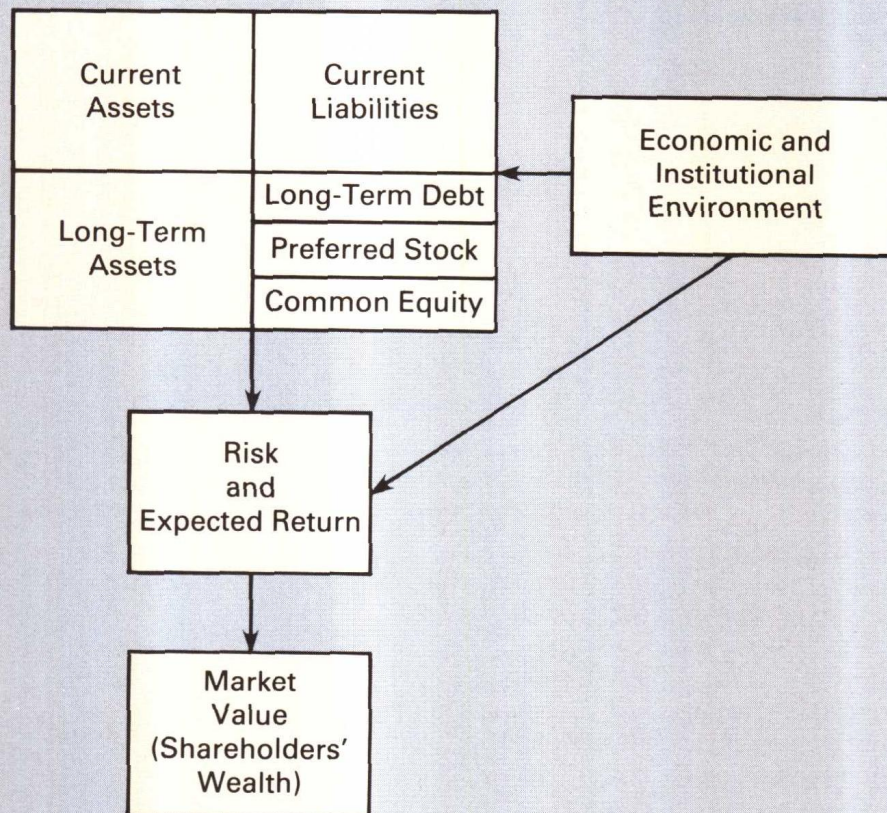 Current
Assets
Current
Liabilities
Economic and
Institutional
Environment
Long-Term
Assets
Long-Term Debt
Preferred Stock
Common Equity
Risk
and
Expected Return
Market
Value
(Shareholders'
Wealth)